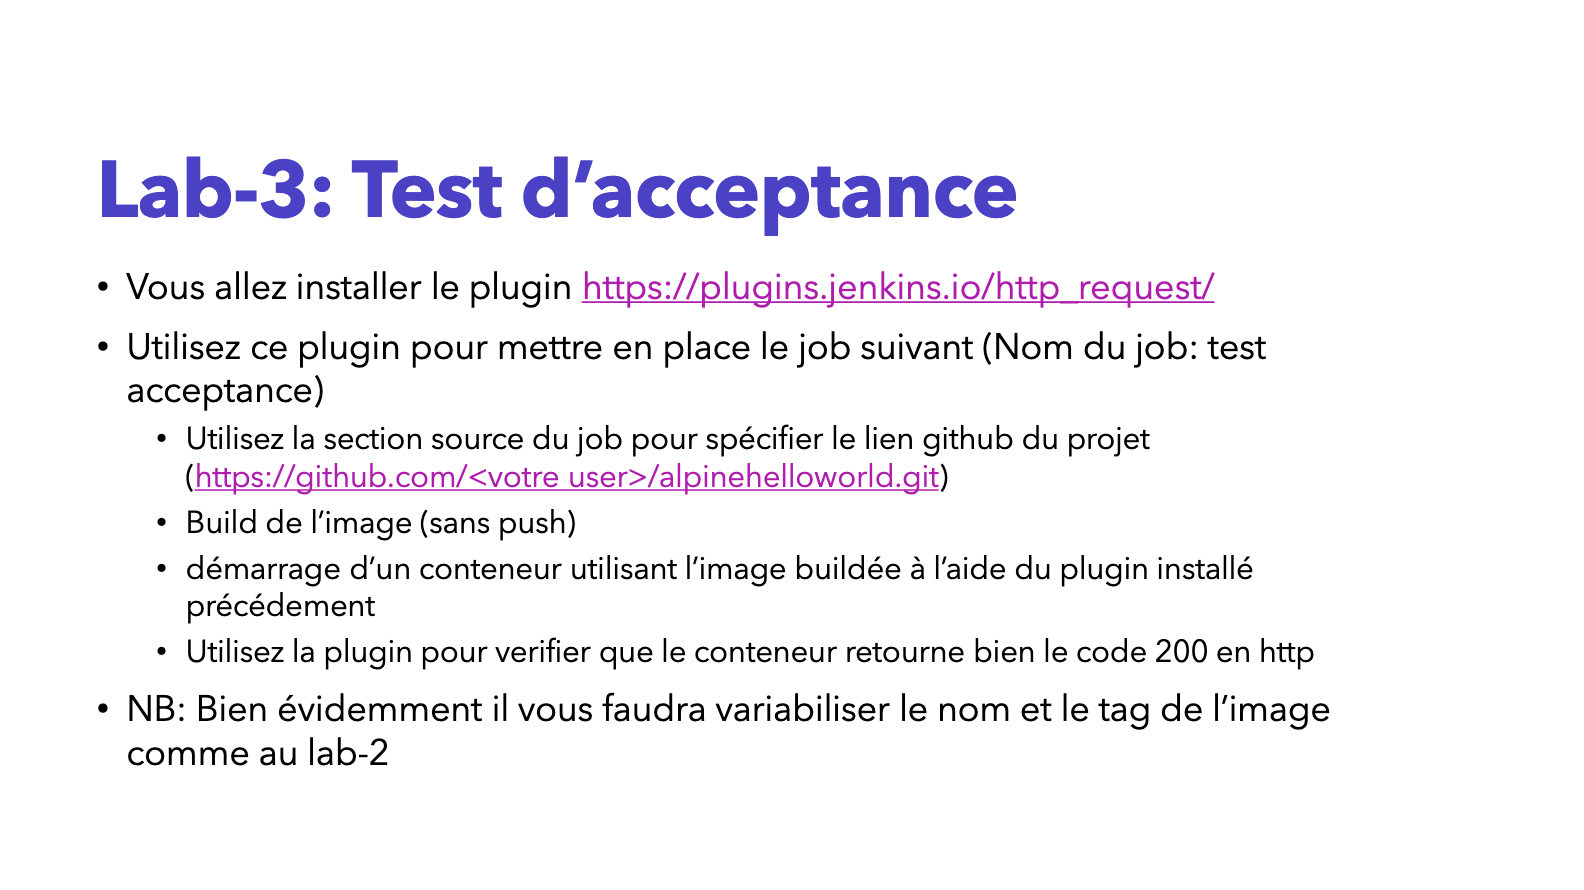 Lab-3: Test d’acceptance
• Vous allez installer le plugin https://plugins.jenkins.io/http_request/
• Utilisez ce plugin pour mettre en place le job suivant (Nom du job: test
acceptance)
• Utilisez la section source du job pour spécifier le lien github du projet
(https://github.com/<votre user>/alpinehelloworld.git)
• Build de l’image (sans push)
• démarrage d’un conteneur utilisant l’image buildée à l’aide du plugin installé
précédement
• Utilisez la plugin pour verifier que le conteneur retourne bien le code 200 en http
• NB: Bien évidemment il vous faudra variabiliser le nom et le tag de l’image
comme au lab-2